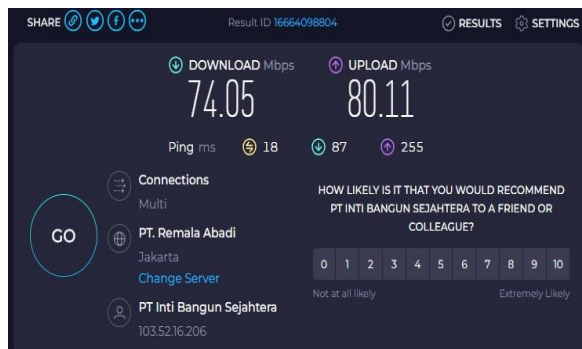 SHARE
Result ID 16664098804
RESULTS
SETTINGS
DOWNLOAD Mbps
UPLOAD Mbps
74.05
80.11
Ping ms
18
87
255
GO
Connections
Multi
PT. Remala Abadi
Jakarta
Change Server
PT Inti Bangun Sejahtera
103.52.16.206
HOW LIKELY IS IT THAT YOU WOULD RECOMMEND
PT INTI BANGUN SEJAHTERA TO A FRIEND OR
COLLEAGUE?
0 1 2 3 4 5 6 7 8 9 10
Not at all likely
Extremely Likely